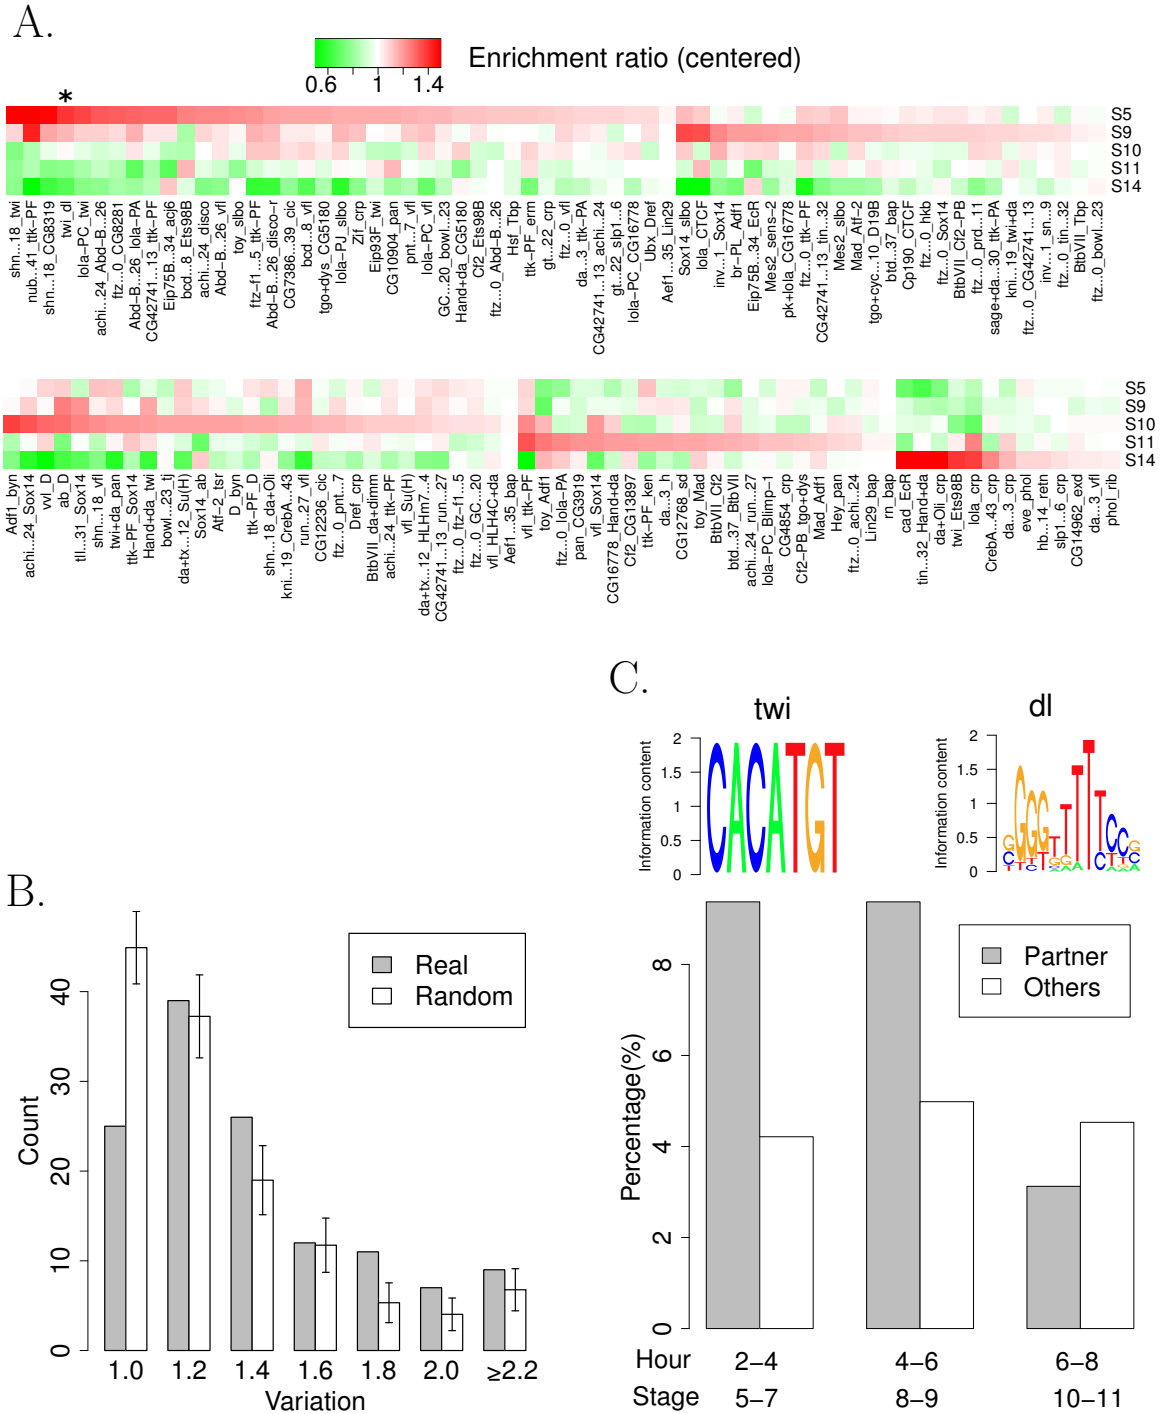 A.
Enrichment ratio (centered)
0.6 1 1.4
*
S5
S9
S10
S11
S14
shn...18_twi
nub...41_ttk−PF
shn...18_CG8319
twi_dl
lola−PC_twi
achi...24_Abd−B...26
ftz...0_CG8281
Abd−B...26_lola−PA
CG42741...13_ttk−PF
Eip75B...34_acj6
bcd...8_Ets98B
achi...24_disco
Abd−B...26_vfl
toy_slbo
ftz−f1...5_ttk−PF
Abd−B...26_disco−r
CG7386...39_cic
bcd...8_vfl
tgo+dys_CG5180
lola−PJ_slbo
Zif_crp
Eip93F_twi
CG10904_pan
pnt...7_vfl
lola−PC_vfl
GC...20_bowl...23
Hand+da_CG5180
Cf2_Ets98B
ftz...0_Abd−B...26
Hsf_Tbp
ttk−PF_erm
gt...22_crp
ftz...0_vfl
da...3_ttk−PA
CG42741...13_achi...24
gt...22_slp1...6
lola−PC_CG16778
Ubx_Dref
Aef1...35_Lin29
Sox14_slbo
lola_CTCF
inv...1_Sox14
br−PL_Adf1
Eip75B...34_EcR
Mes2_sens−2
pk+lola_CG16778
ftz...0_ttk−PF
CG42741...13_tin...32
Mes2_slbo
Mad_Atf−2
tgo+cyc...10_D19B
btd...37_bap
Cp190_CTCF
ftz...0_hkb
ftz...0_Sox14
BtbVII_Cf2−PB
ftz...0_prd...11
sage+da...30_ttk−PA
kni...19_twi+da
ftz...0_CG42741...13
inv...1_sn...9
ftz...0_tin...32
BtbVII_Tbp
ftz...0_bowl...23
S5
S9
S10
S11
S14
Adf1_byn
achi...24_Sox14
vvl_D
ab_D
tll...31_Sox14
shn...18_vfl
twi+da_pan
ttk−PF_Sox14
Hand+da_twi
bowl...23_tj
da+tx...12_Su(H)
Sox14_ab
Atf−2_tsr
D_byn
ttk−PF_D
shn...18_da+Oli
kni...19_CrebA...43
run...27_vfl
CG12236_cic
ftz...0_pnt...7
Dref_crp
BtbVII_da+dimm
achi...24_ttk−PF
vfl_Su(H)
da+tx...12_HLHm7...4
CG42741...13_run...27
ftz...0_ftz−f1...5
ftz...0_GC...20
vfl_HLH4C+da
Aef1...35_bap
vfl_ttk−PF
toy_Adf1
ftz...0_lola−PA
pan_CG3919
vfl_Sox14
CG16778_Hand+da
Cf2_CG13897
ttk−PF_ken
da...3_h
CG12768_sd
toy_Mad
BtbVII_Cf2
btd...37_BtbVII
achi...24_run...27
lola−PC_Blimp−1
CG4854_crp
Cf2−PB_tgo+dys
Mad_Adf1
Hey_pan
ftz...0_achi...24
Lin29_bap
rn_bap
cad_EcR
tin...32_Hand+da
da+Oli_crp
twi_Ets98B
lola_crp
CrebA...43_crp
da...3_crp
eve_phol
hb...14_retn
slp1...6_crp
CG14962_exd
da...3_vfl
phol_rib
B.
Count
0 10 20 30 40
Real
Random
1.0 1.2 1.4 1.6 1.8 2.0 ≥2.2
Variation
C.
twi
dl
Information content
0 0.5 1 1.5 2
CACATGT
Information content
0 0.5 1 1.5 2
Percentage(%)
0 2 4 6 8
Partner
Others
Hour 2−4 4−6 6−8
Stage 5−7 8−9 10−11